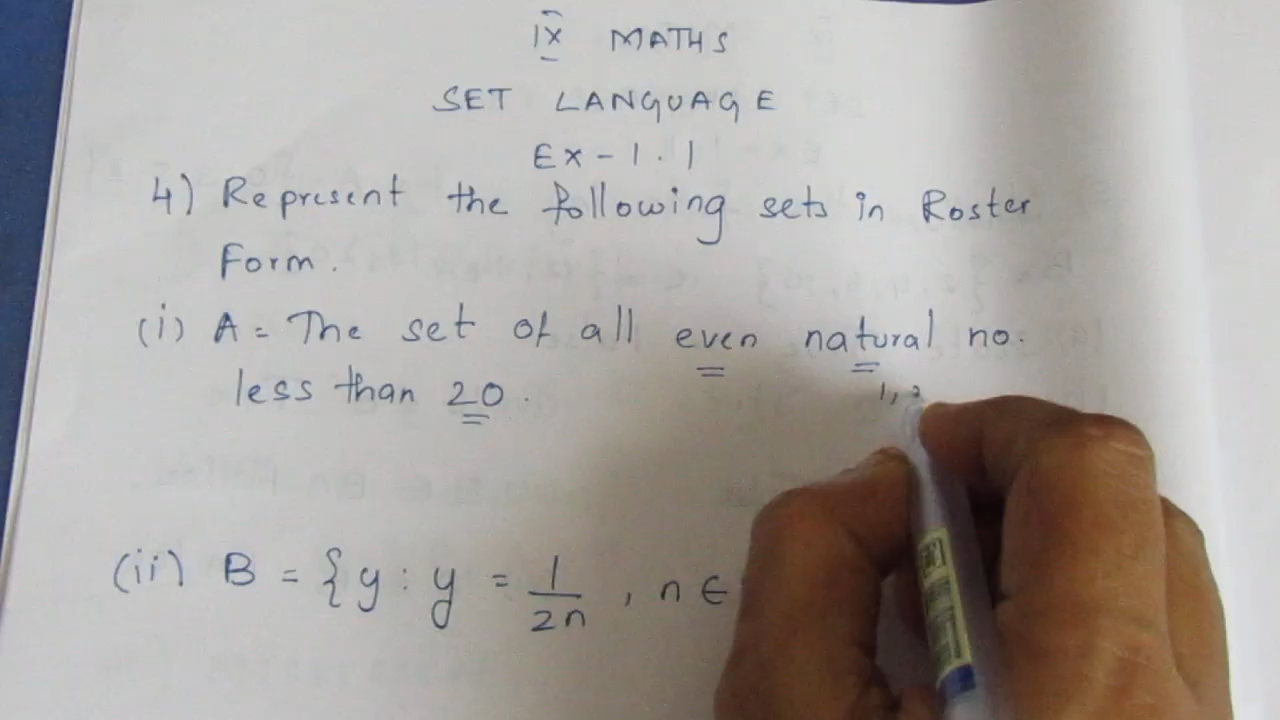 IX MATHS
SET LANGUAGE
EX - 1.1
4) Represent the following sets in Roster
Form.
(i) A = The set of all even natural no.
less than 20.
1, 2
(ii) B = {y : y = 1/2n , n ∈